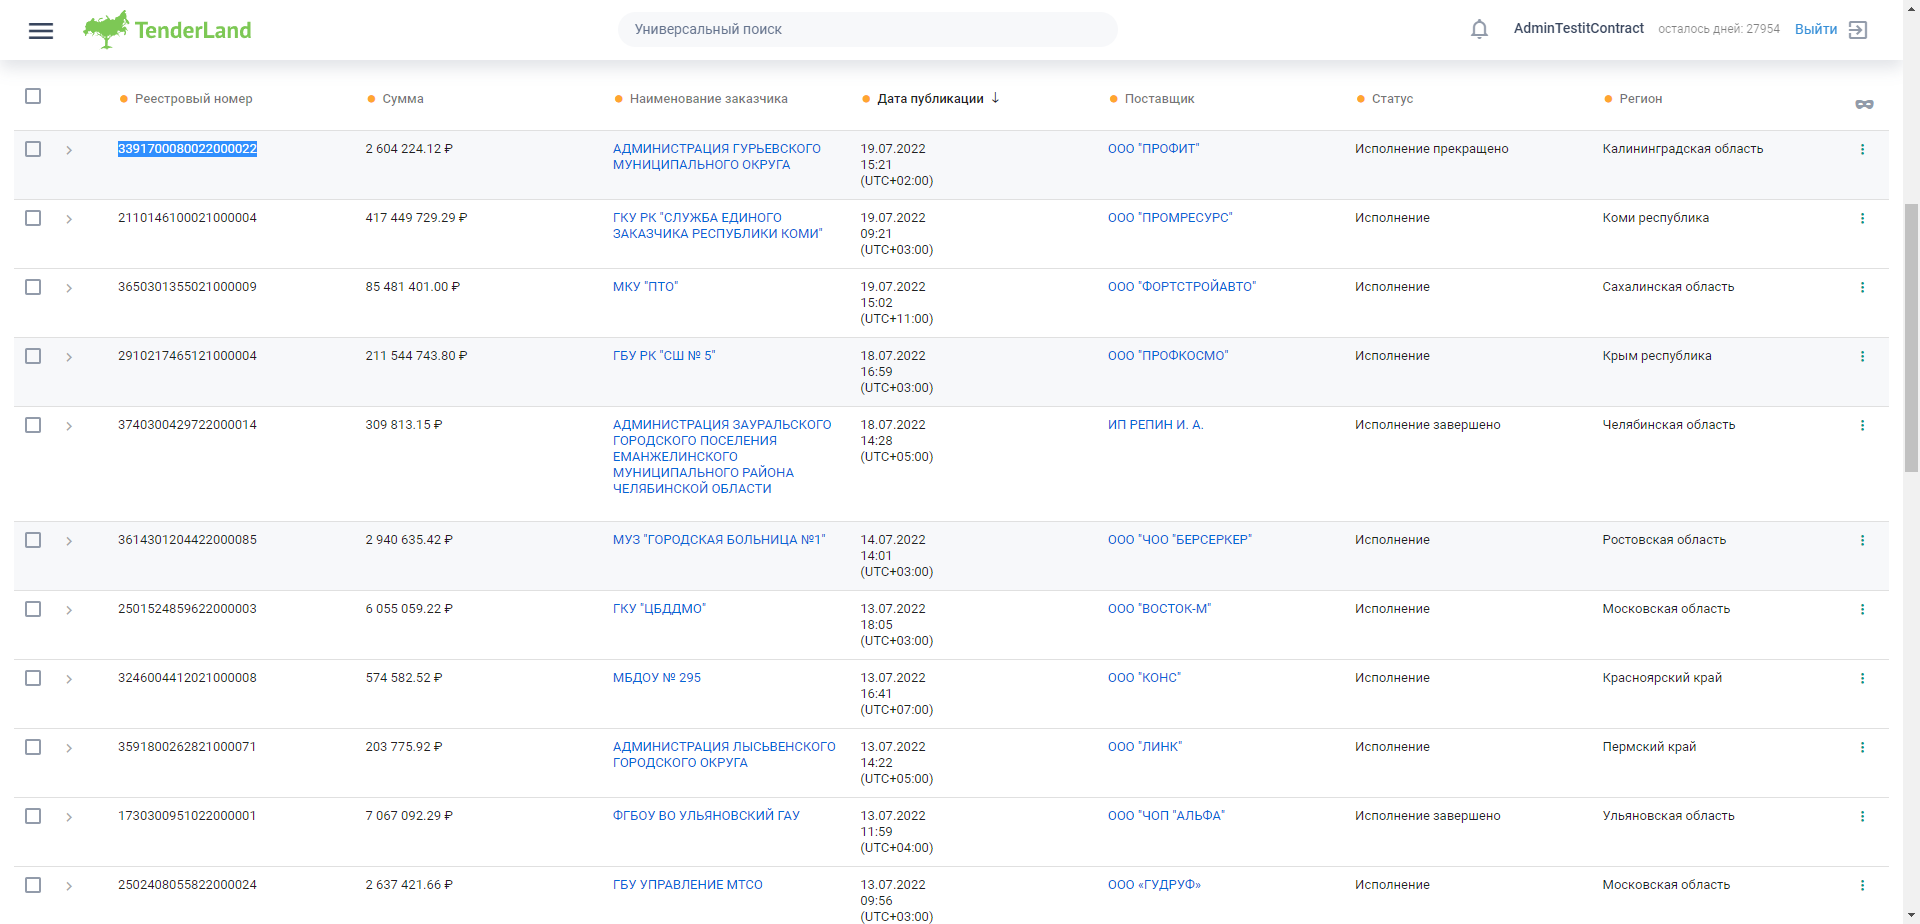 TenderLand
Универсальный поиск
AdminTestitContract осталось дней: 27954 Выйти
Реестровый номер Сумма Наименование заказчика Дата публикации ↓ Поставщик Статус Регион
3391700080022000022 2 604 224.12 ₽ АДМИНИСТРАЦИЯ ГУРЬЕВСКОГО 19.07.2022 ООО "ПРОФИТ" Исполнение прекращено Калининградская область
МУНИЦИПАЛЬНОГО ОКРУГА 15:21
(UTC+02:00)
2110146100021000004 417 449 729.29 ₽ ГКУ РК "СЛУЖБА ЕДИНОГО 19.07.2022 ООО "ПРОМРЕСУРС" Исполнение Коми республика
ЗАКАЗЧИКА РЕСПУБЛИКИ КОМИ" 09:21
(UTC+03:00)
3650301355021000009 85 481 401.00 ₽ МКУ "ПТО" 19.07.2022 ООО "ФОРТСТРОЙАВТО" Исполнение Сахалинская область
15:02
(UTC+11:00)
2910217465121000004 211 544 743.80 ₽ ГБУ РК "СШ № 5" 18.07.2022 ООО "ПРОФКОСМО" Исполнение Крым республика
16:59
(UTC+03:00)
3740300429722000014 309 813.15 ₽ АДМИНИСТРАЦИЯ ЗАУРАЛЬСКОГО 18.07.2022 ИП РЕПИН И. А. Исполнение завершено Челябинская область
ГОРОДСКОГО ПОСЕЛЕНИЯ 14:28
ЕМАНЖЕЛИНСКОГО (UTC+05:00)
МУНИЦИПАЛЬНОГО РАЙОНА
ЧЕЛЯБИНСКОЙ ОБЛАСТИ
3614301204422000085 2 940 635.42 ₽ МУЗ "ГОРОДСКАЯ БОЛЬНИЦА №1" 14.07.2022 ООО "ЧОО "БЕРСЕРКЕР" Исполнение Ростовская область
14:01
(UTC+03:00)
2501524859622000003 6 055 059.22 ₽ ГКУ "ЦБДДМО" 13.07.2022 ООО "ВОСТОК-М" Исполнение Московская область
18:05
(UTC+03:00)
3246004412021000008 574 582.52 ₽ МБДОУ № 295 13.07.2022 ООО "КОНС" Исполнение Красноярский край
16:41
(UTC+07:00)
3591800262821000071 203 775.92 ₽ АДМИНИСТРАЦИЯ ЛЫСЬВЕНСКОГО 13.07.2022 ООО "ЛИНК" Исполнение Пермский край
ГОРОДСКОГО ОКРУГА 14:22
(UTC+05:00)
1730300951022000001 7 067 092.29 ₽ ФГБОУ ВО УЛЬЯНОВСКИЙ ГАУ 13.07.2022 ООО "ЧОП "АЛЬФА" Исполнение завершено Ульяновская область
11:59
(UTC+04:00)
2502408055822000024 2 637 421.66 ₽ ГБУ УПРАВЛЕНИЕ МТСО 13.07.2022 ООО «ГУДРУФ» Исполнение Московская область
09:56
(UTC+03:00)